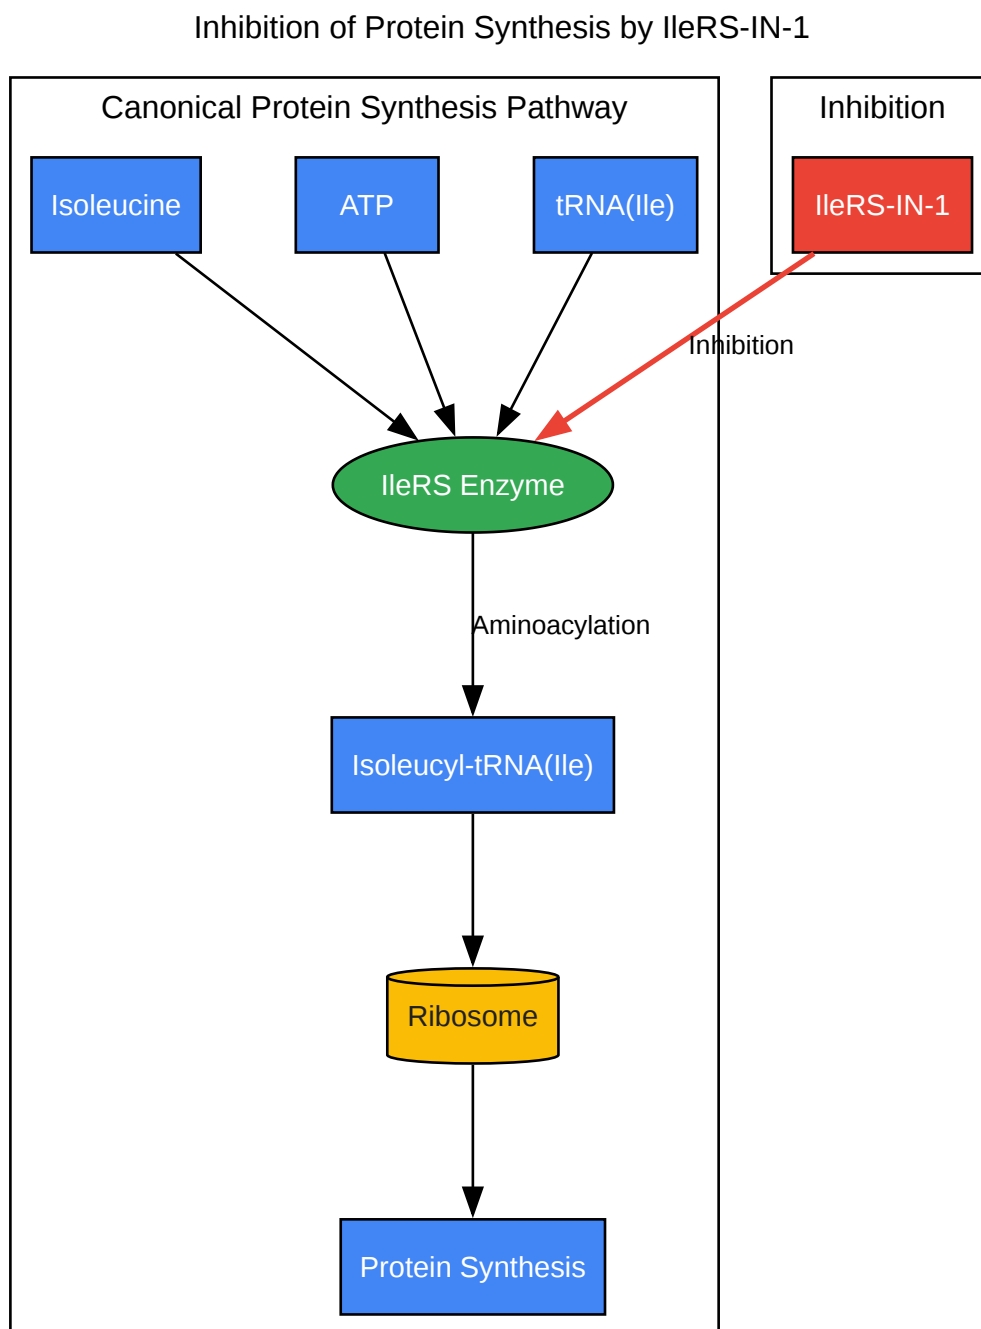 Inhibition of Protein Synthesis by IleRS-IN-1
Canonical Protein Synthesis Pathway
Inhibition
Isoleucine
ATP
tRNA(Ile)
IleRS-IN-1
Inhibition
IleRS Enzyme
Aminoacylation
Isoleucyl-tRNA(Ile)
Ribosome
Protein Synthesis